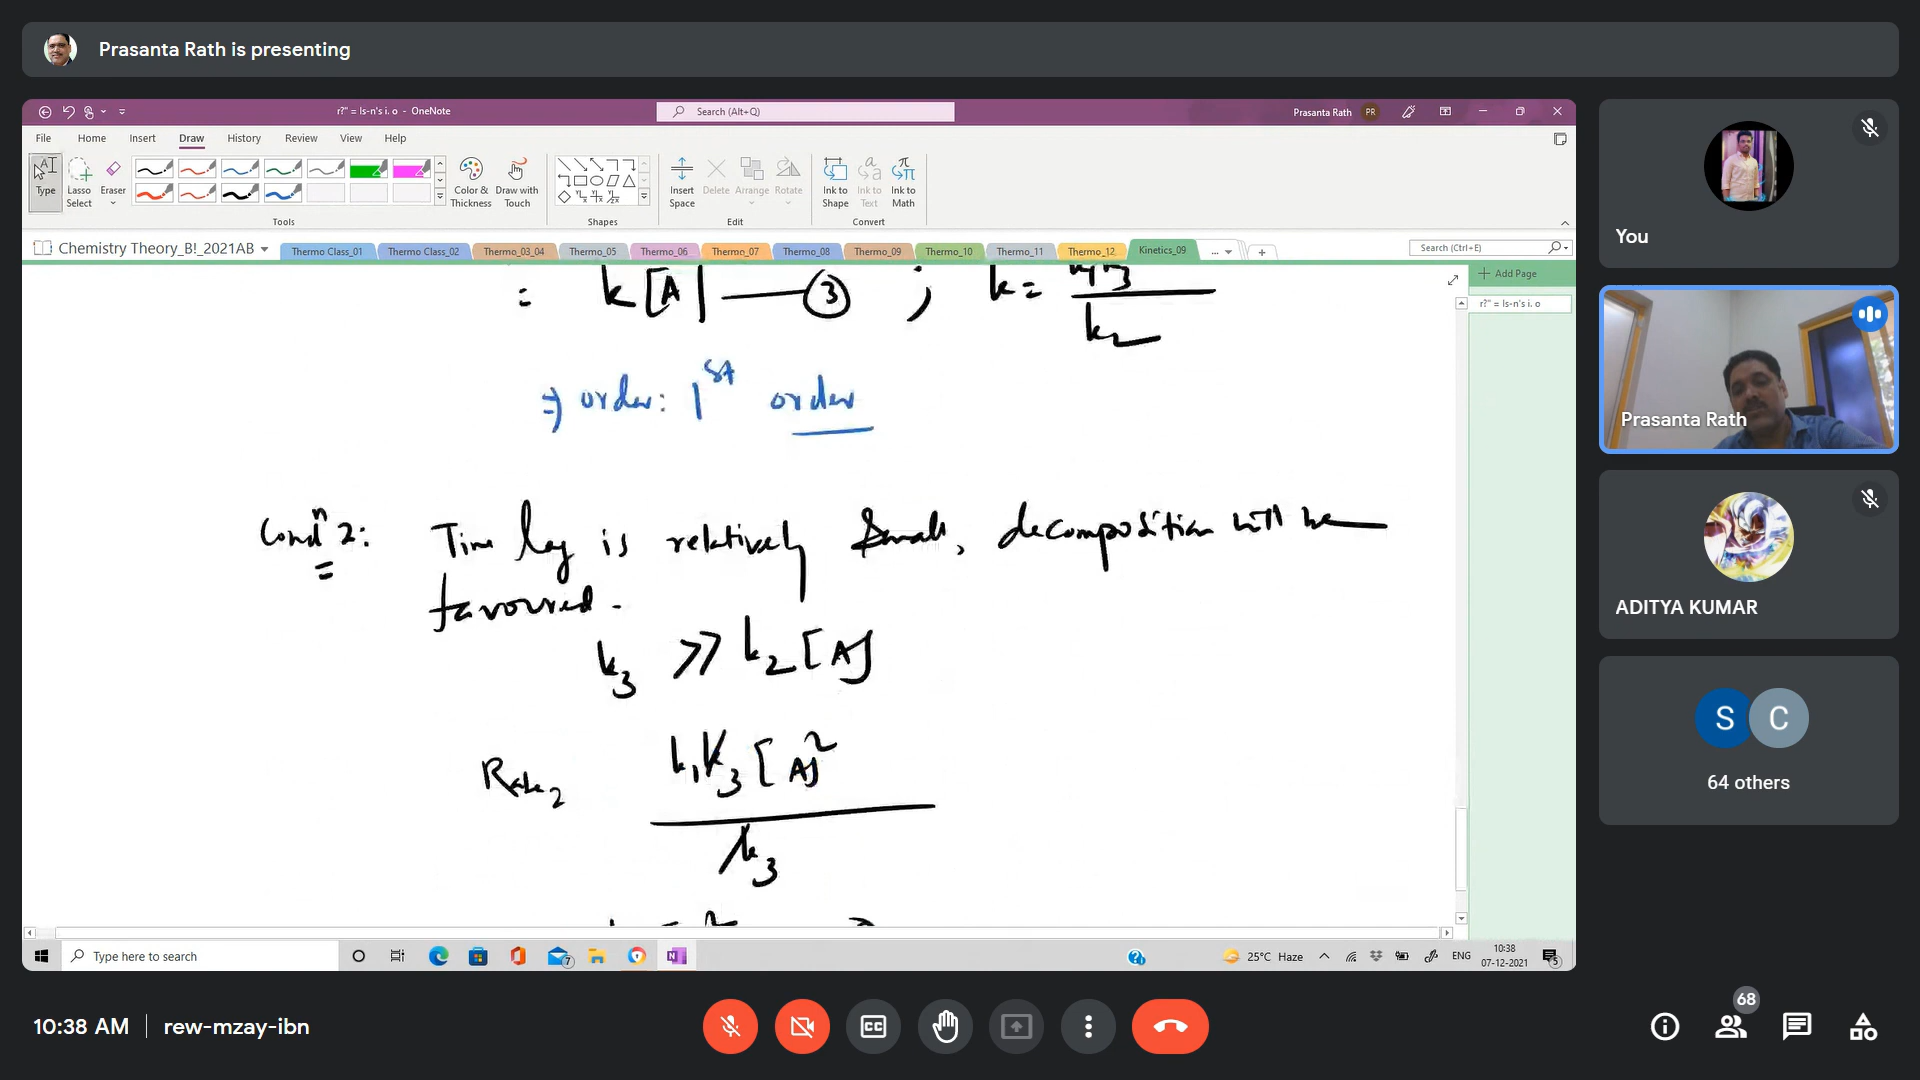 Prasanta Rath is presenting
r?" = ls-n's i. o - OneNote
Search (Alt+Q)
Prasanta Rath PR
File Home Insert Draw History Review View Help
Type
Lasso Select
Eraser
Color & Thickness
Draw with Touch
Insert Space
Delete
Arrange
Rotate
Ink to Shape
Ink to Text
Ink to Math
Tools Shapes Edit Convert
Chemistry Theory_B!_2021AB
Thermo Class_01 Thermo Class_02 Thermo_03_04 Thermo_05 Thermo_06 Thermo_07 Thermo_08 Thermo_09 Thermo_10 Thermo_11 Thermo_12 Kinetics_09 ...
Search (Ctrl+E)
Add Page
r?" = ls-n's i. o
= k[A] — ③ ; k = k₁k₃ / k₂
⇒ order: 1st order
Condn 2: Time lag is relatively small, decomposition will be
favoured.
k₃ >> k₂[A]
Rate = k₁k₃[A]²
k₃
You
Prasanta Rath
ADITYA KUMAR
S C
64 others
Type here to search
7
25°C Haze
ENG
10:38
07-12-2021
5
10:38 AM | rew-mzay-ibn
68